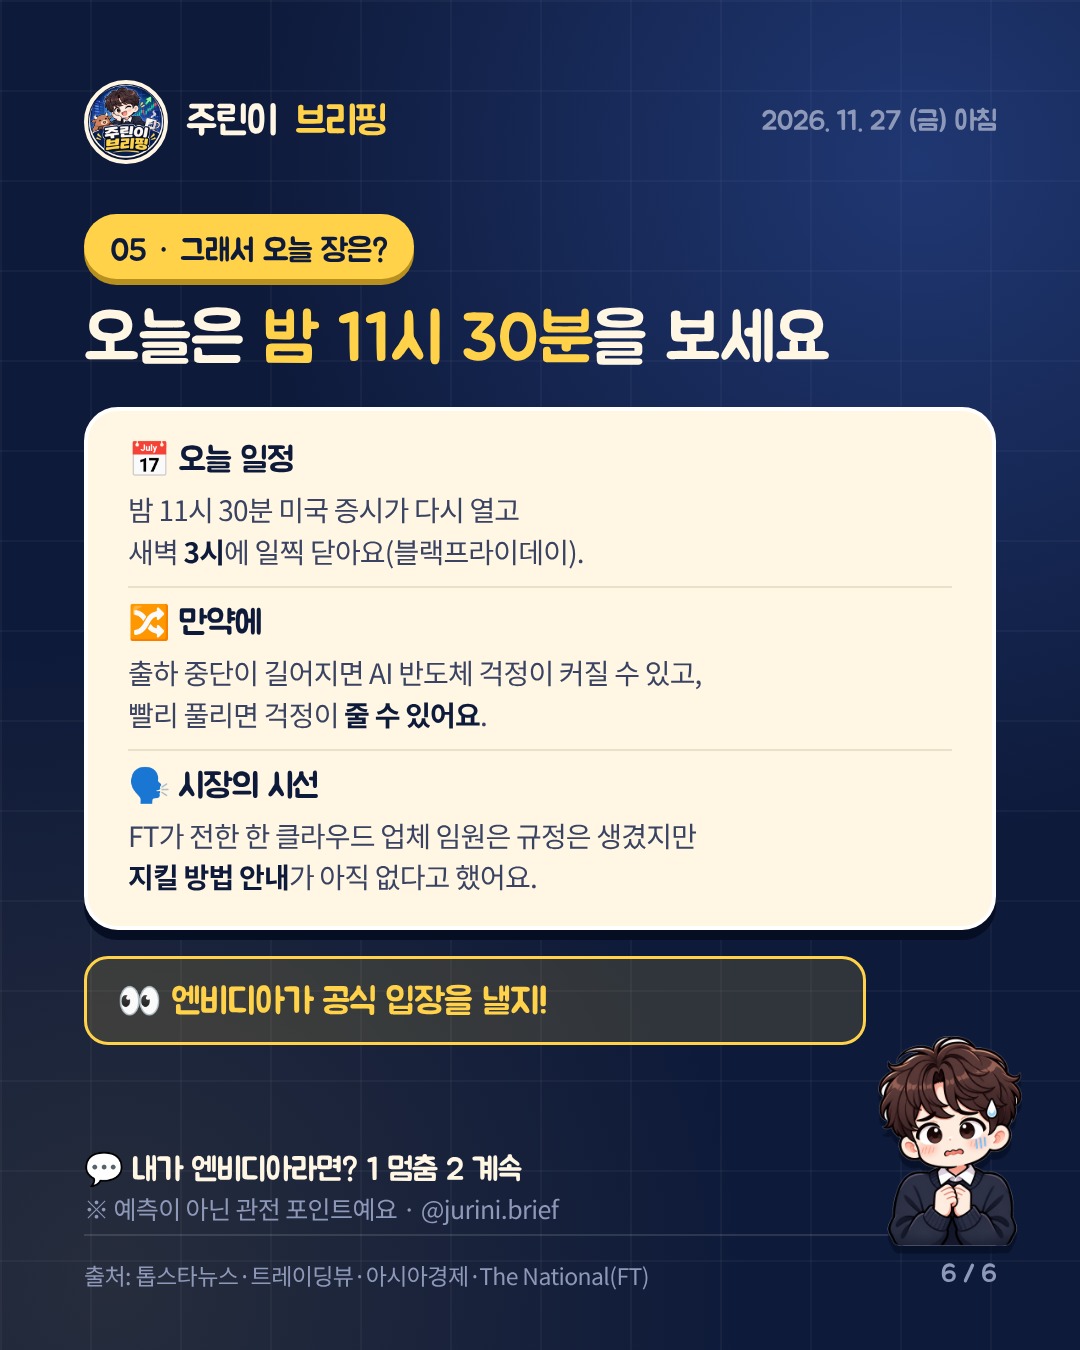 주린이 브리핑
주린이 브리핑
2026. 11. 27 (금) 아침
05 · 그래서 오늘 장은?
오늘은 밤 11시 30분을 보세요
July
17
오늘 일정
밤 11시 30분 미국 증시가 다시 열고
새벽 3시에 일찍 닫아요(블랙프라이데이).
만약에
출하 중단이 길어지면 AI 반도체 걱정이 커질 수 있고,
빨리 풀리면 걱정이 줄 수 있어요.
시장의 시선
FT가 전한 한 클라우드 업체 임원은 규정은 생겼지만
지킬 방법 안내가 아직 없다고 했어요.
엔비디아가 공식 입장을 낼지!
내가 엔비디아라면? 1 멈춤 2 계속
※ 예측이 아닌 관전 포인트예요 · @jurini.brief
출처: 톱스타뉴스·트레이딩뷰·아시아경제·The National(FT)
6 / 6